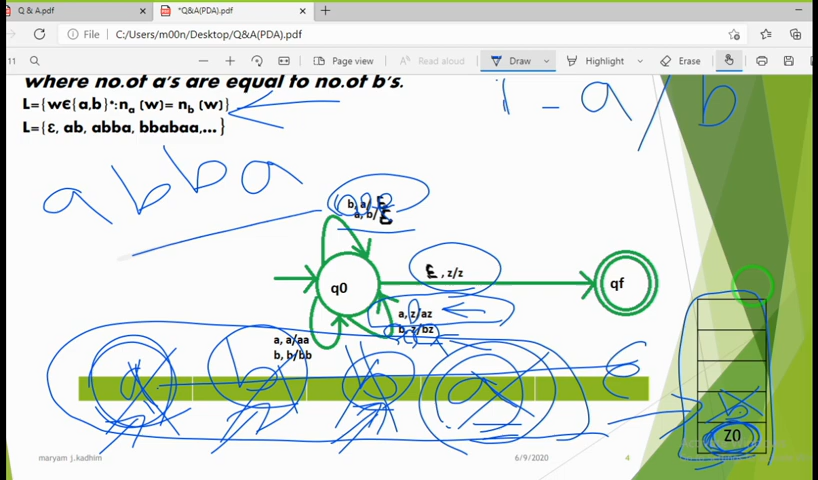 Q & A.pdf
*Q&A(PDA).pdf
File C:/Users/m00n/Desktop/Q&A(PDA).pdf
11 Page view Read aloud Draw Highlight Erase
where no.of a's are equal to no.of b's.
L={w∈{a,b}*:nₐ (w)= n_b (w)}
L={ε, ab, abba, bbabaa,...}
i - a / b
a b b a
b, a/ ε
a, b/ ε
ε , z/z
q0
qf
a, z/az
b, z/bz
a, a/aa
b, b/bb
a b b a ε
Z0
maryam j.kadhim 6/9/2020 4